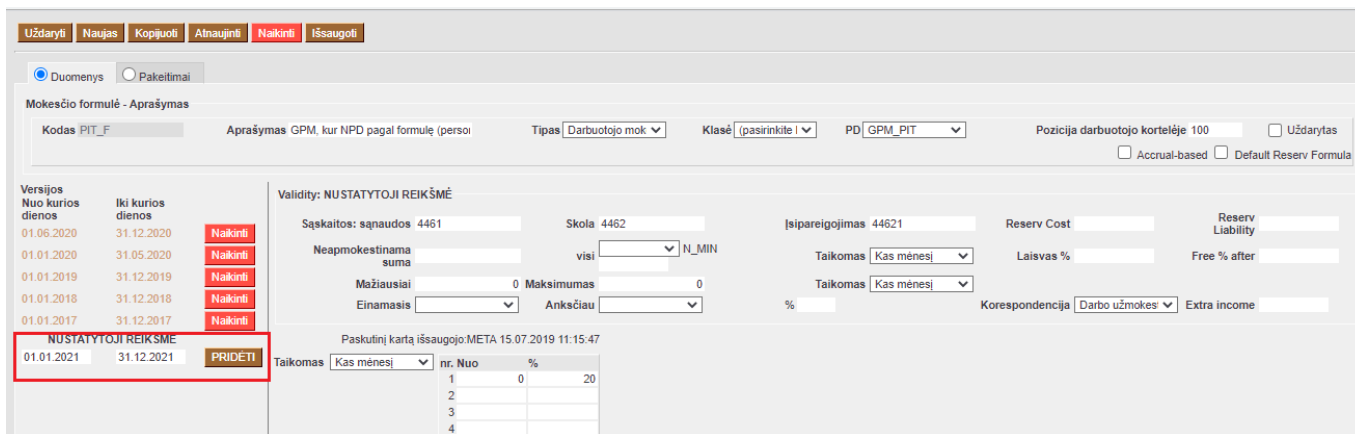 Uždaryti Naujas Kopijuoti Atnaujinti Naikinti Išsaugoti
Duomenys Pakeitimai
Mokesčio formulė - Aprašymas
Kodas PIT_F Aprašymas GPM, kur NPD pagal formulę (persor Tipas Darbuotojo mok Klasė (pasirinkite l PD GPM_PIT Pozicija darbuotojo kortelėje 100 Uždarytas
Accrual-based Default Reserv Formula
Versijos
Nuo kurios dienos Iki kurios dienos
01.06.2020 31.12.2020 Naikinti
01.01.2020 31.05.2020 Naikinti
01.01.2019 31.12.2019 Naikinti
01.01.2018 31.12.2018 Naikinti
01.01.2017 31.12.2017 Naikinti
NUSTATYTOJI REIKŠMĖ
01.01.2021 31.12.2021 PRIDĖTI
Validity: NUSTATYTOJI REIKŠMĖ
Sąskaitos: sąnaudos 4461 Skola 4462 Įsipareigojimas 44621 Reserv Cost Reserv Liability
Neapmokestinama suma visi N_MIN Taikomas Kas mėnesį Laisvas % Free % after
Mažiausiai 0 Maksimumas 0 Taikomas Kas mėnesį
Einamasis Anksčiau % Korespondencija Darbo užmokest Extra income
Paskutinį kartą išsaugojo:META 15.07.2019 11:15:47
Taikomas Kas mėnesį nr. Nuo %
1 0 20
2
3
4